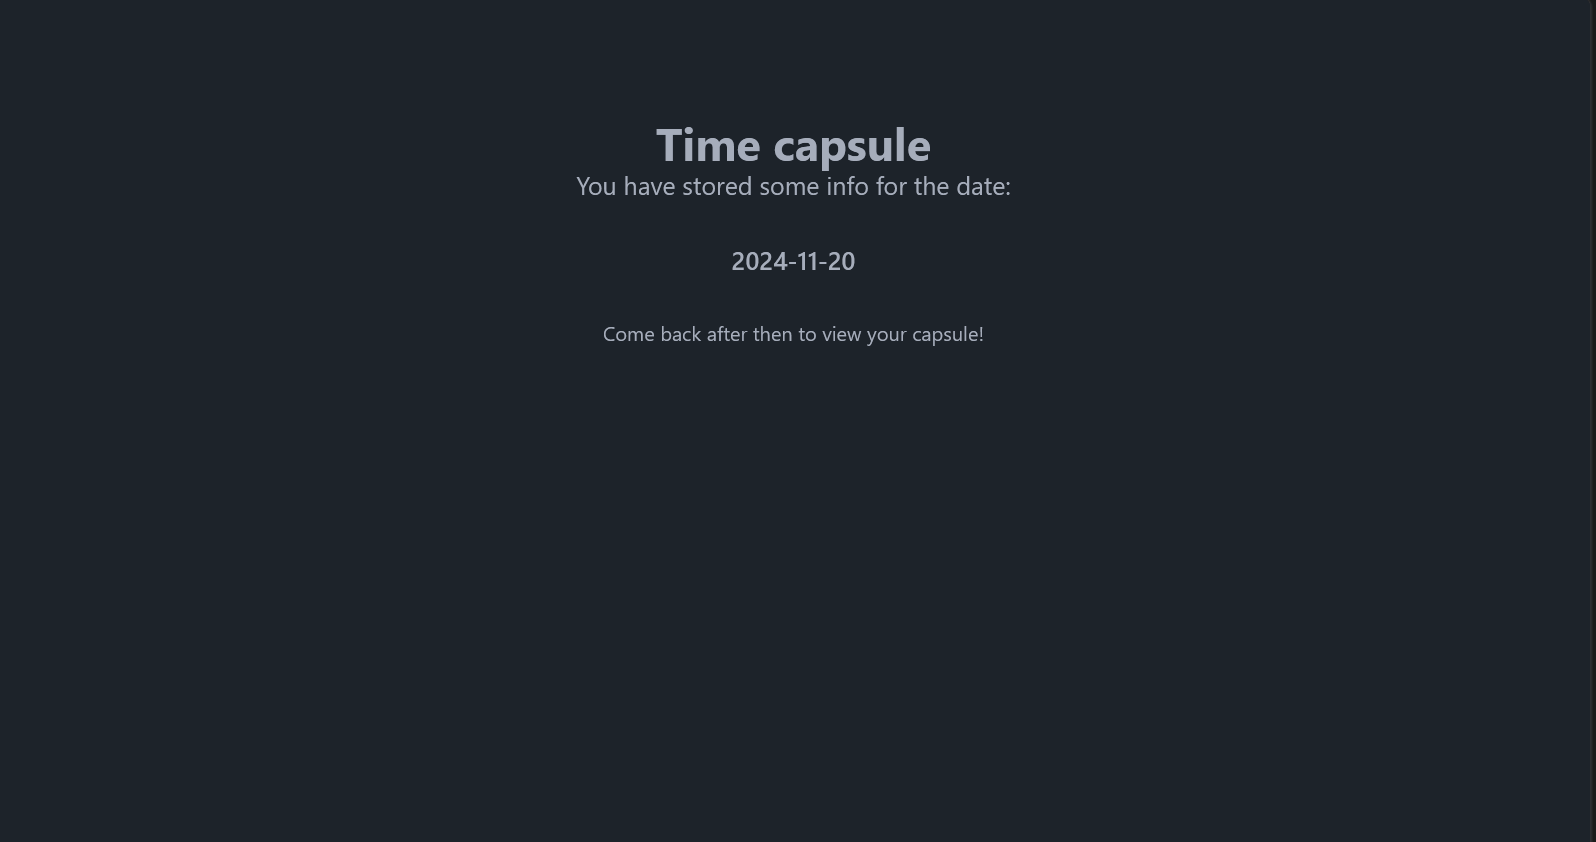 Time capsule
You have stored some info for the date:
2024-11-20
Come back after then to view your capsule!